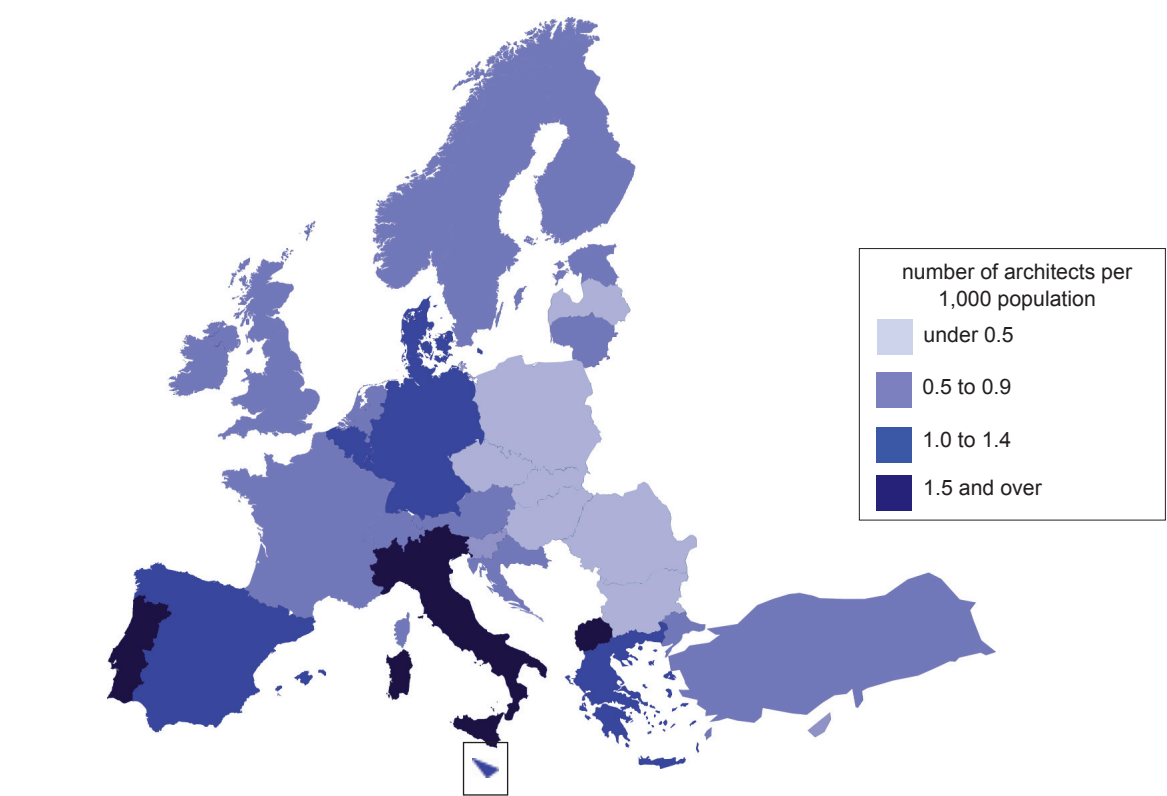 number of architects per
1,000 population
under 0.5
0.5 to 0.9
1.0 to 1.4
1.5 and over